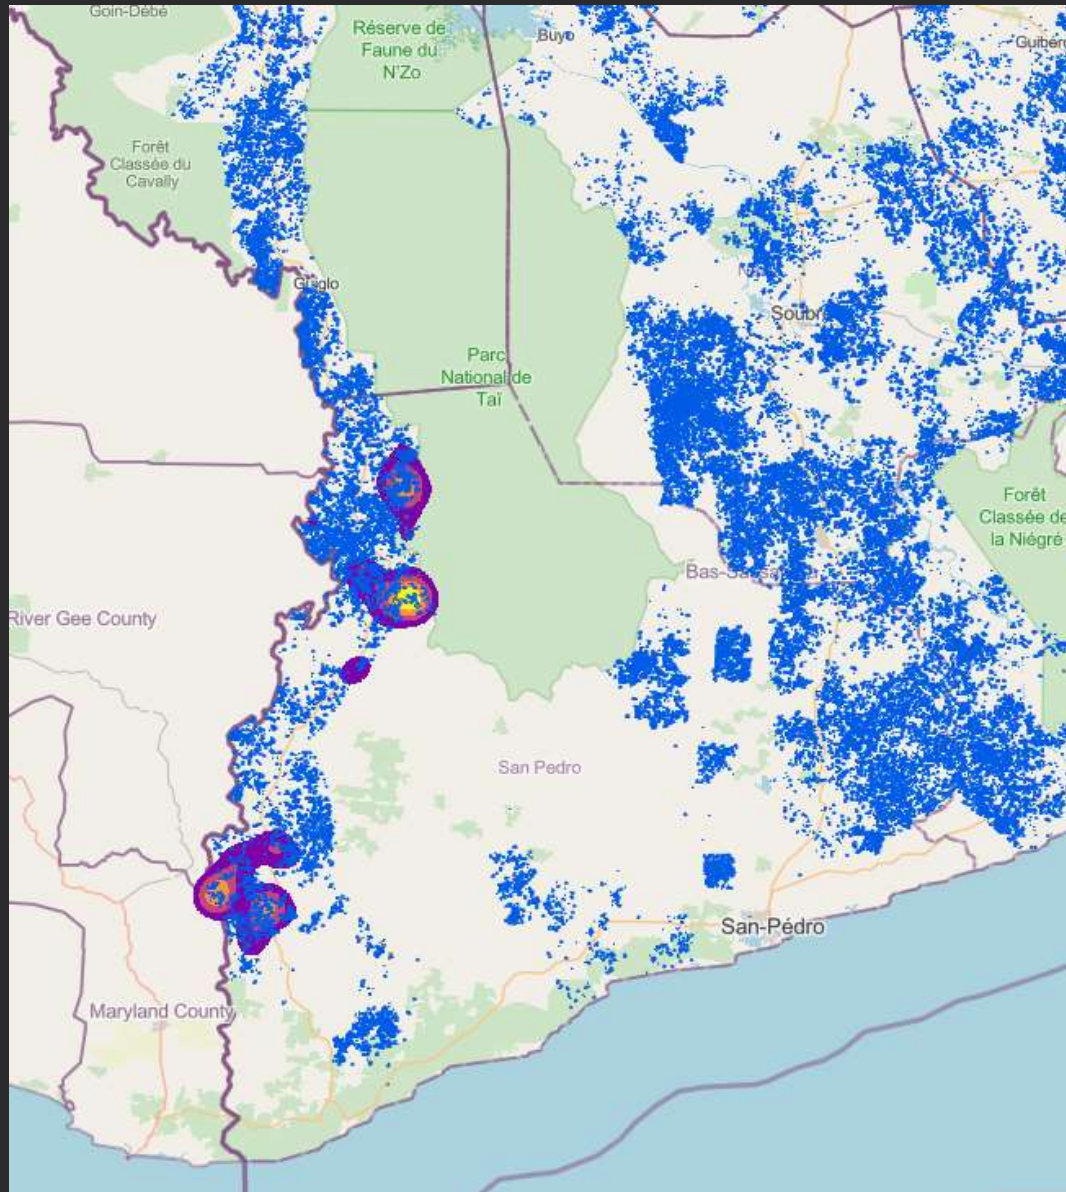 Goin-Débé
Réserve de
Faune du
N'Zo
Buyo
Forêt
Classée du
Cavally
Parc
National de
Taï
Forêt
Classée de
la Niégré
River Gee County
San Pedro
San-Pédro
Maryland County